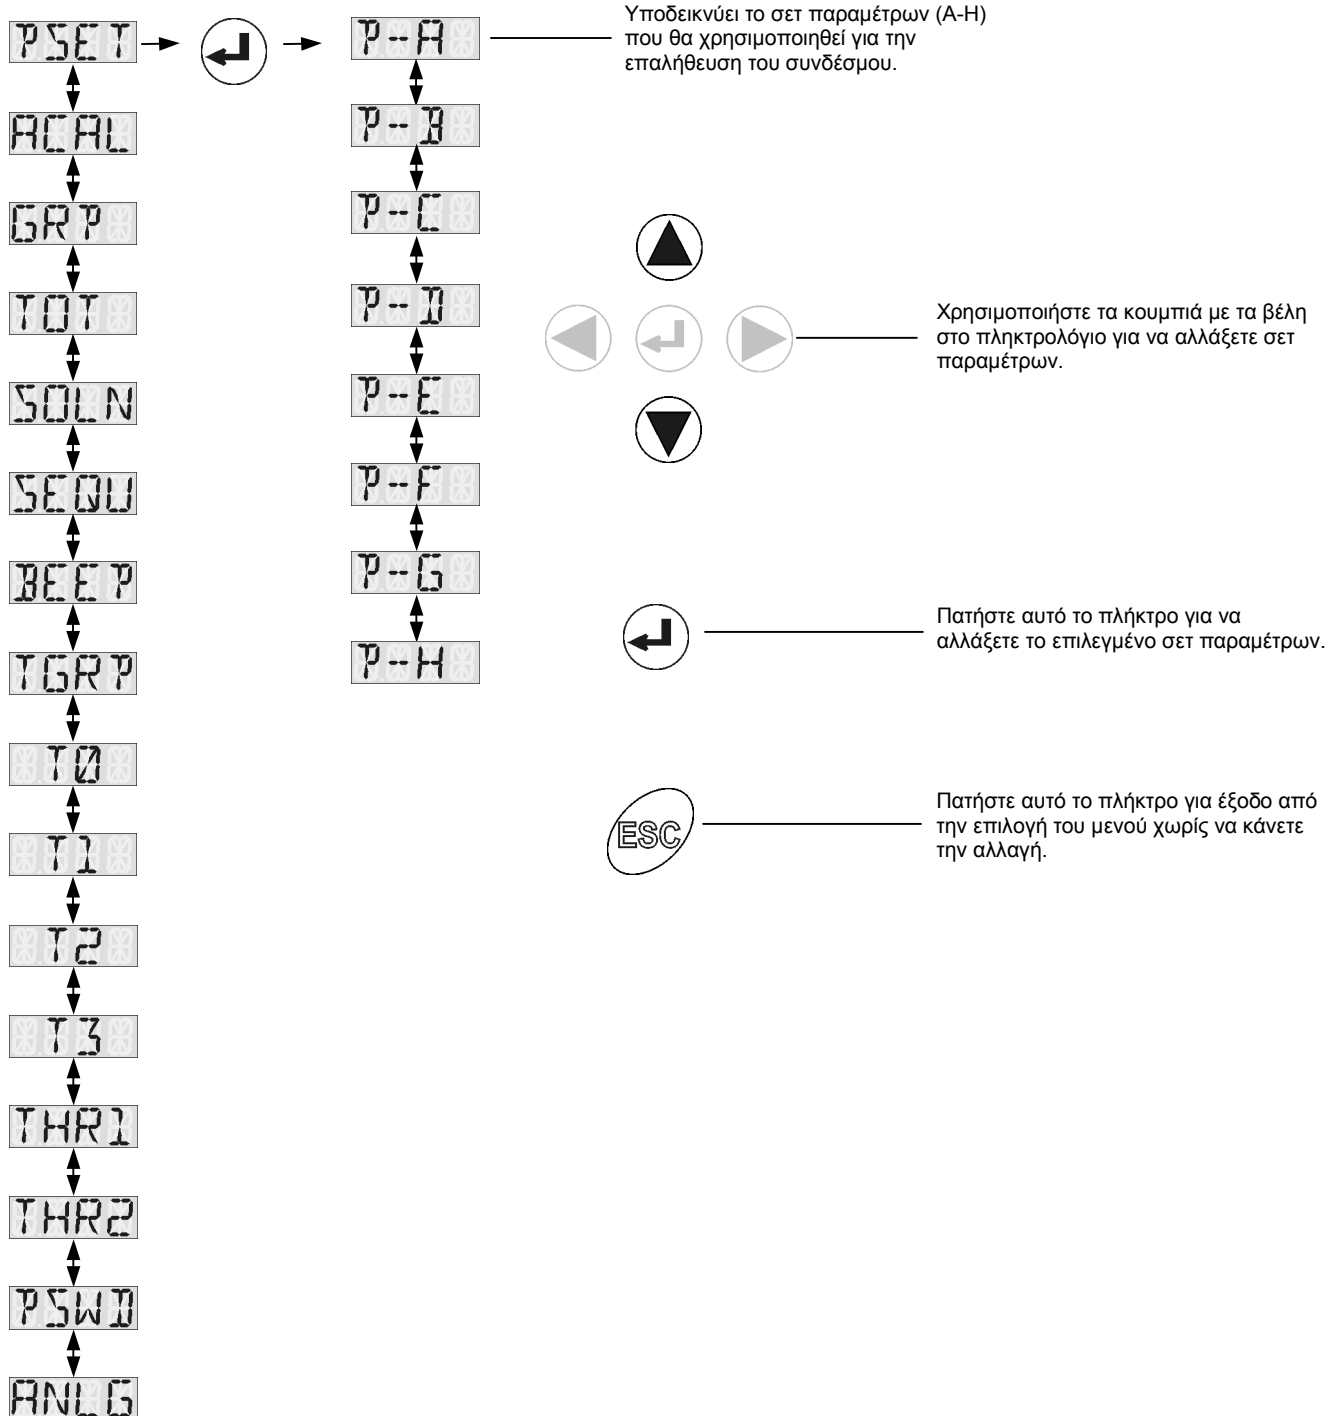 PSET
P-A
Υποδεικνύει το σετ παραμέτρων (A-H)
που θα χρησιμοποιηθεί για την
επαλήθευση του συνδέσμου.
ACAL
P-B
GRP
P-C
TOT
P-D
Χρησιμοποιήστε τα κουμπιά με τα βέλη
στο πληκτρολόγιο για να αλλάξετε σετ
παραμέτρων.
SOLN
P-E
SEQU
P-F
BEEP
P-G
Πατήστε αυτό το πλήκτρο για να
αλλάξετε το επιλεγμένο σετ παραμέτρων.
TGRP
P-H
T0
T1
ESC
Πατήστε αυτό το πλήκτρο για έξοδο από
την επιλογή του μενού χωρίς να κάνετε
την αλλαγή.
T2
T3
THR1
THR2
PSWD
ANLG